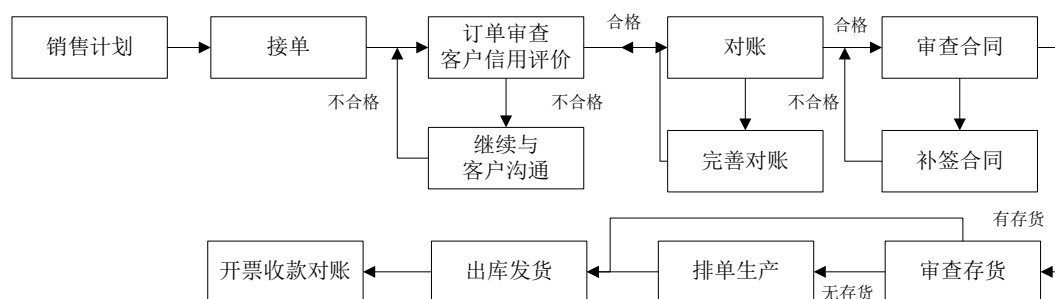 销售计划
接单
订单审查
客户信用评价
合格
对账
合格
审查合同
不合格
不合格
不合格
继续与
客户沟通
完善对账
补签合同
有存货
开票收款对账
出库发货
排单生产
审查存货
无存货